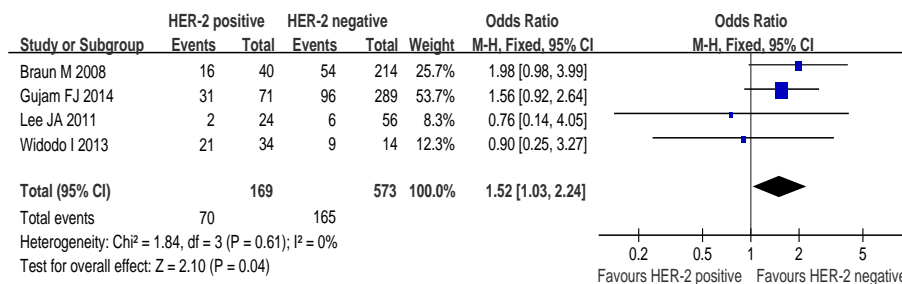 HER-2 positive HER-2 negative Odds Ratio Odds Ratio
Study or Subgroup Events Total Events Total Weight M-H, Fixed, 95% CI M-H, Fixed, 95% CI
Braun M 2008 16 40 54 214 25.7% 1.98 [0.98, 3.99]
Gujam FJ 2014 31 71 96 289 53.7% 1.56 [0.92, 2.64]
Lee JA 2011 2 24 6 56 8.3% 0.76 [0.14, 4.05]
Widodo I 2013 21 34 9 14 12.3% 0.90 [0.25, 3.27]
Total (95% CI) 169 573 100.0% 1.52 [1.03, 2.24]
Total events 70 165
Heterogeneity: Chi² = 1.84, df = 3 (P = 0.61); I² = 0%
Test for overall effect: Z = 2.10 (P = 0.04)
0.2 0.5 1 2 5
Favours HER-2 positive Favours HER-2 negative